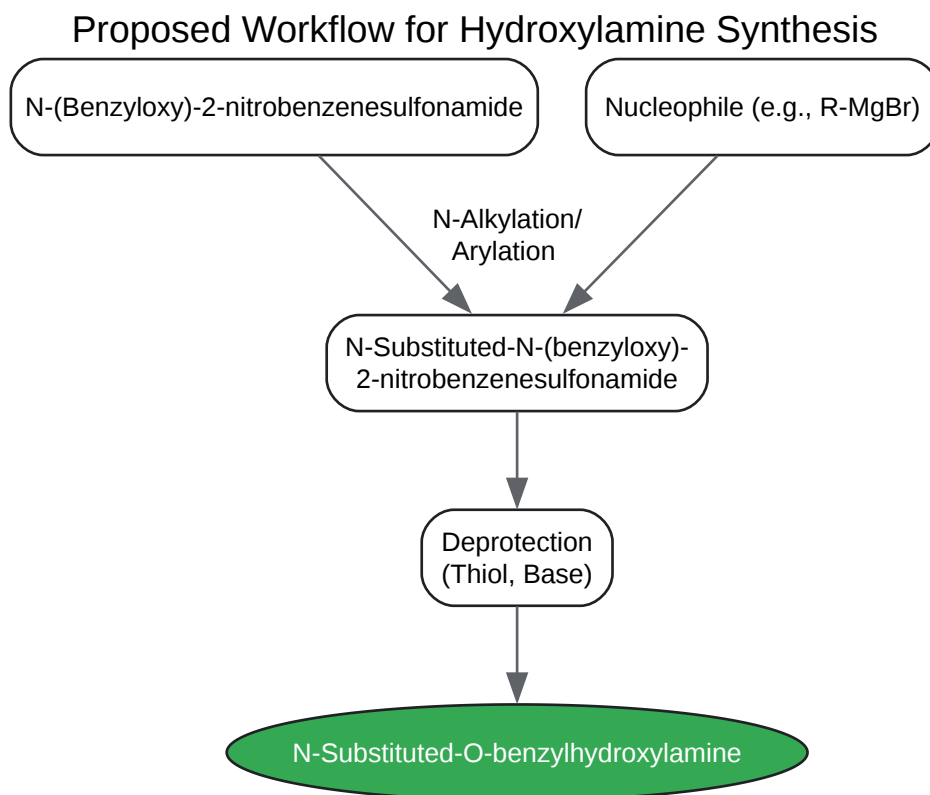 Proposed Workflow for Hydroxylamine Synthesis
N-(Benzyloxy)-2-nitrobenzenesulfonamide
Nucleophile (e.g., R-MgBr)
N-Alkylation/
Arylation
N-Substituted-N-(benzyloxy)-
2-nitrobenzenesulfonamide
Deprotection
(Thiol, Base)
N-Substituted-O-benzylhydroxylamine